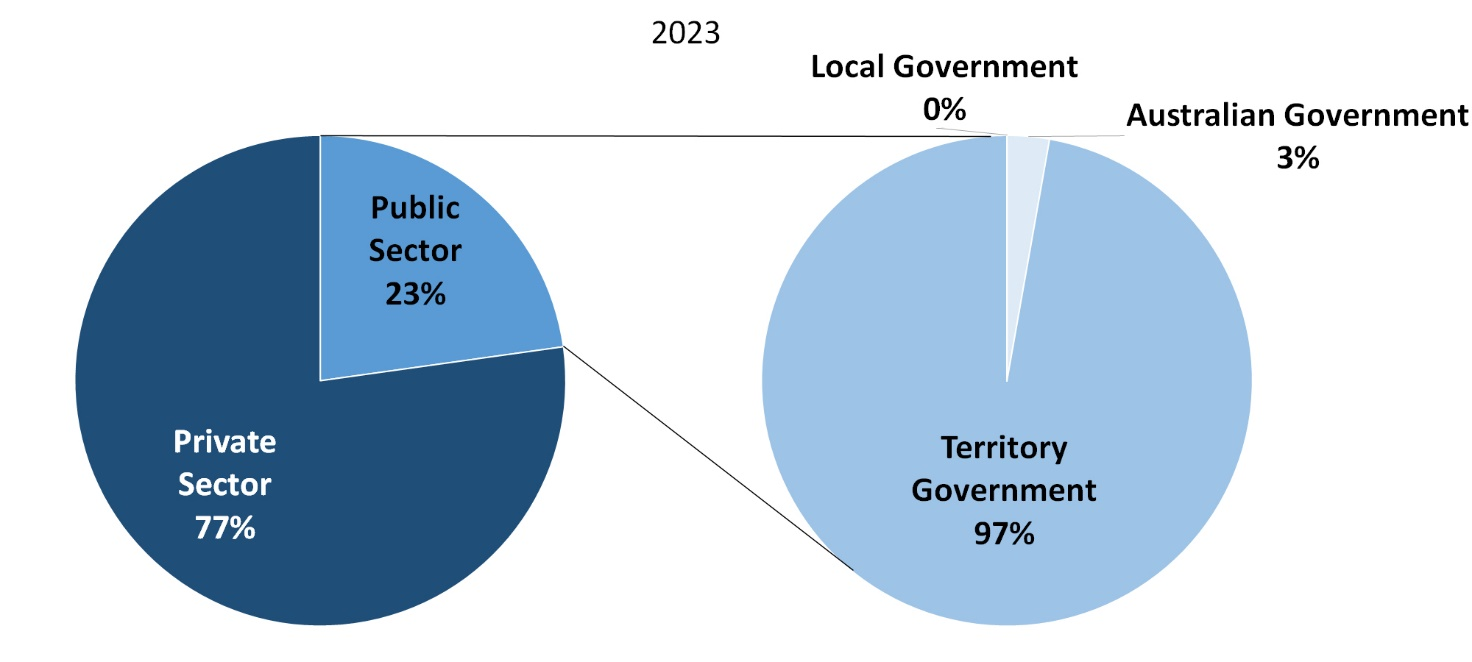 2023
Local Government
0%
Australian Government
3%
Public
Sector
23%
Private
Sector
77%
Territory
Government
97%